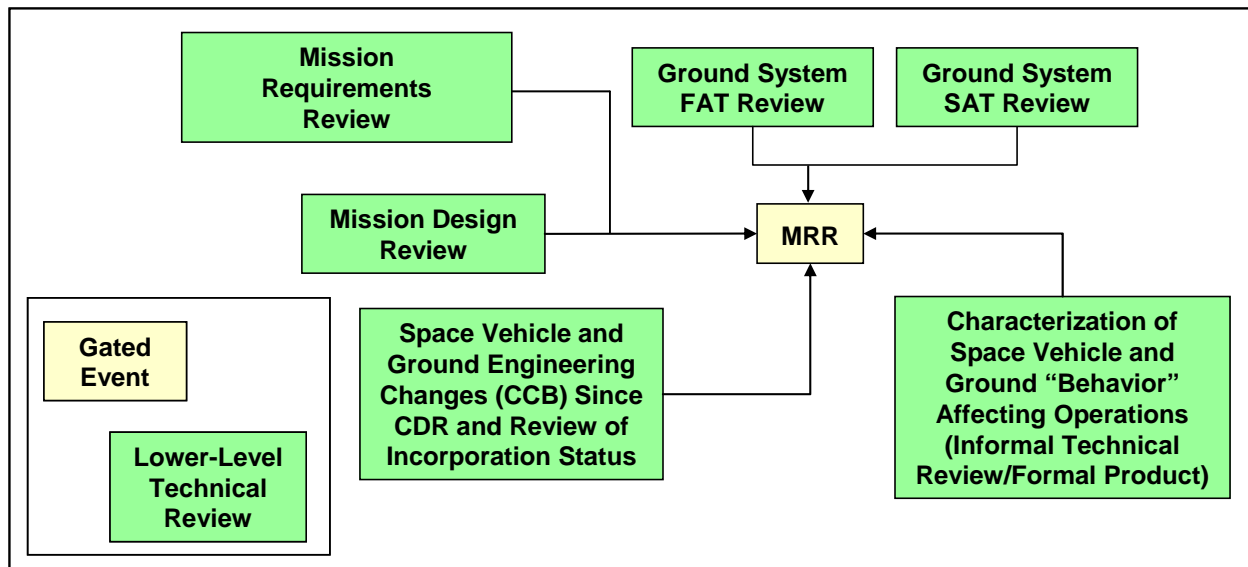 Mission
Requirements
Review
Ground System
FAT Review
Ground System
SAT Review
Mission Design
Review
MRR
Gated
Event
Lower-Level
Technical
Review
Space Vehicle and
Ground Engineering
Changes (CCB) Since
CDR and Review of
Incorporation Status
Characterization of
Space Vehicle and
Ground “Behavior”
Affecting Operations
(Informal Technical
Review/Formal Product)